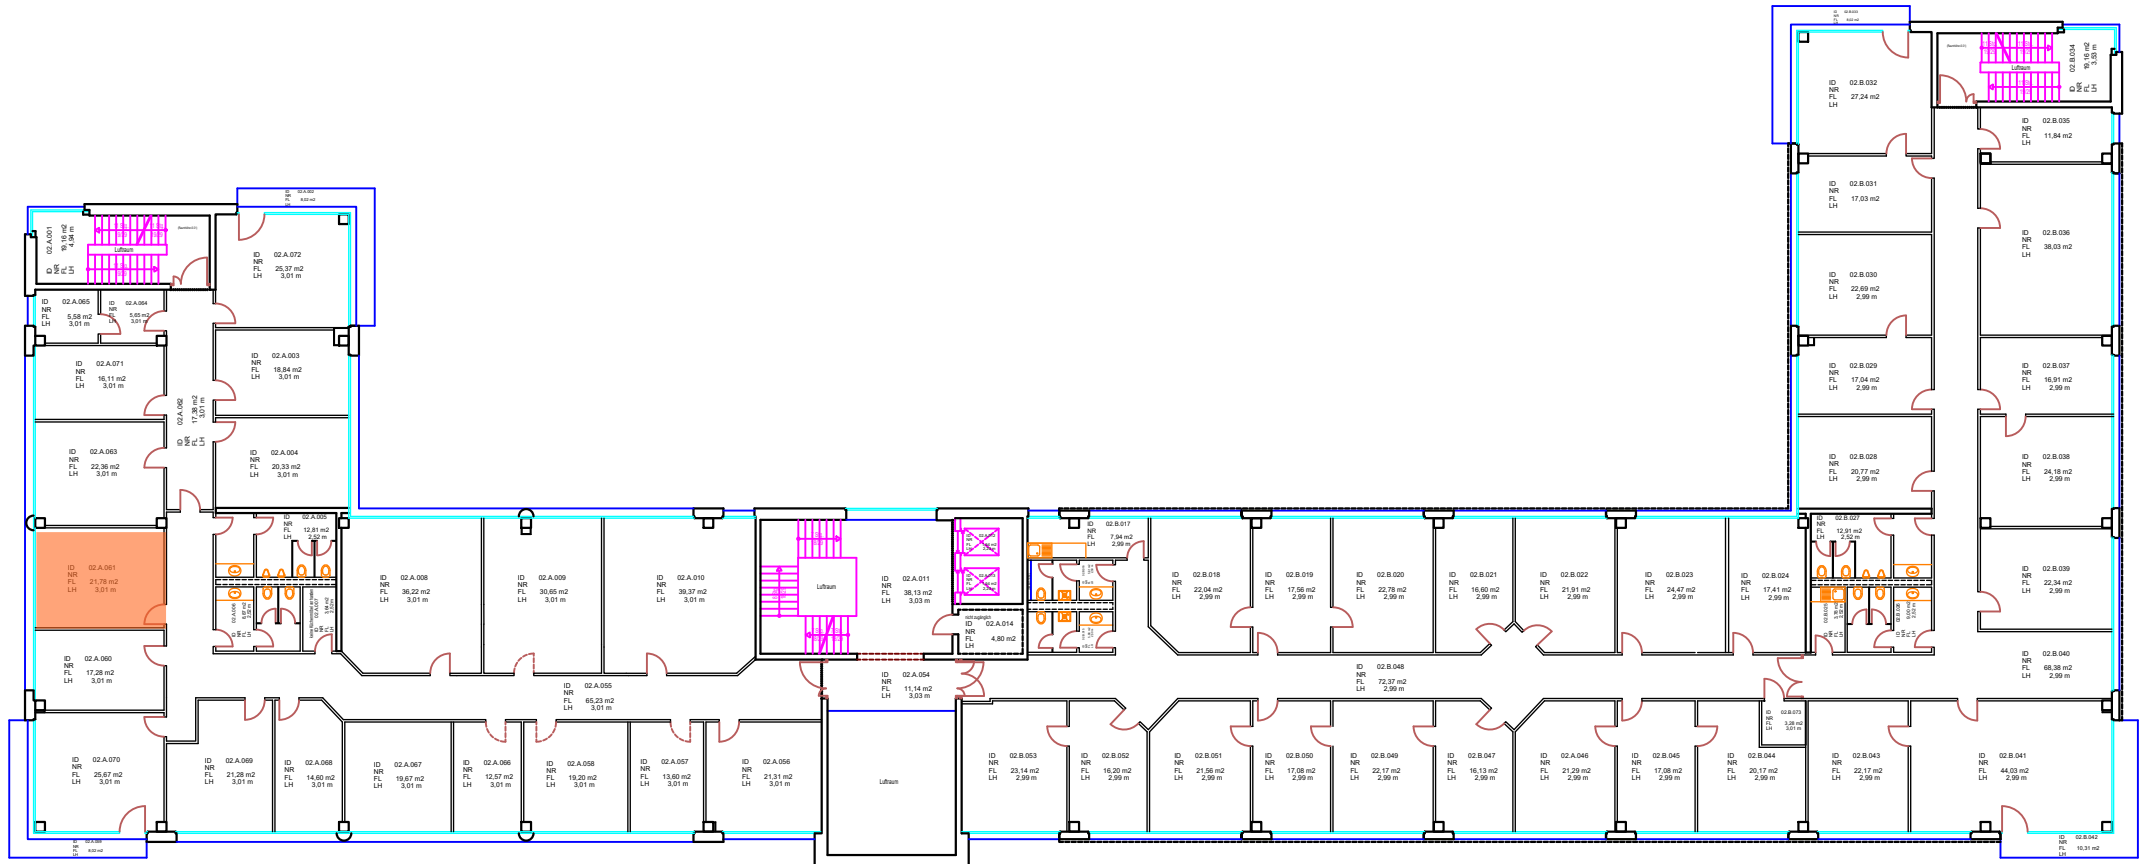 ID 02.A.001
NR
FL 19,16 m2
LH 4,94 m
Luftraum
ID 02.A.002
NR
FL 8,02 m2
LH
ID 02.A.072
NR
FL 25,37 m2
LH 3,01 m
ID 02.A.065
NR
FL 5,58 m2
LH 3,01 m
ID 02.A.064
NR
FL 5,65 m2
LH 3,01 m
ID 02.A.071
NR
FL 16,11 m2
LH 3,01 m
ID 02.A.003
NR
FL 18,84 m2
LH 3,01 m
ID 02.A.062
NR
FL 17,38 m2
LH 3,01 m
ID 02.A.063
NR
FL 22,36 m2
LH 3,01 m
ID 02.A.004
NR
FL 20,33 m2
LH 3,01 m
ID 02.A.005
NR
FL 12,81 m2
LH 2,52 m
ID 02.A.061
NR
FL 21,78 m2
LH 3,01 m
ID 02.A.060
NR
FL 17,28 m2
LH 3,01 m
ID 02.A.070
NR
FL 25,67 m2
LH 3,01 m
ID 02.A.069
NR
FL 21,28 m2
LH 3,01 m
ID 02.A.068
NR
FL 14,60 m2
LH 3,01 m
ID 02.A.067
NR
FL 19,67 m2
LH 3,01 m
ID 02.A.066
NR
FL 12,57 m2
LH 3,01 m
ID 02.A.058
NR
FL 19,20 m2
LH 3,01 m
ID 02.A.057
NR
FL 13,60 m2
LH 3,01 m
ID 02.A.056
NR
FL 21,31 m2
LH 3,01 m
ID 02.A.055
NR
FL 65,23 m2
LH 3,01 m
ID 02.A.008
NR
FL 36,22 m2
LH 3,01 m
ID 02.A.009
NR
FL 30,65 m2
LH 3,01 m
ID 02.A.010
NR
FL 39,37 m2
LH 3,01 m
Luftraum
ID 02.A.011
NR
FL 38,13 m2
LH 3,03 m
nicht zugänglich
ID 02.A.014
NR
FL 4,80 m2
LH
ID 02.A.054
NR
FL 11,14 m2
LH 3,03 m
Luftraum
ID 02.B.017
NR
FL 7,94 m2
LH 2,99 m
ID 02.B.018
NR
FL 22,04 m2
LH 2,99 m
ID 02.B.019
NR
FL 17,56 m2
LH 2,99 m
ID 02.B.020
NR
FL 22,78 m2
LH 2,99 m
ID 02.B.021
NR
FL 16,60 m2
LH 2,99 m
ID 02.B.022
NR
FL 21,91 m2
LH 2,99 m
ID 02.B.023
NR
FL 24,47 m2
LH 2,99 m
ID 02.B.024
NR
FL 17,41 m2
LH 2,99 m
ID 02.B.048
NR
FL 72,37 m2
LH 2,99 m
ID 02.B.053
NR
FL 23,14 m2
LH 2,99 m
ID 02.B.052
NR
FL 16,20 m2
LH 2,99 m
ID 02.B.051
NR
FL 21,56 m2
LH 2,99 m
ID 02.B.050
NR
FL 17,08 m2
LH 2,99 m
ID 02.B.049
NR
FL 22,17 m2
LH 2,99 m
ID 02.B.047
NR
FL 16,13 m2
LH 2,99 m
ID 02.A.046
NR
FL 21,29 m2
LH 2,99 m
ID 02.B.045
NR
FL 17,08 m2
LH 2,99 m
ID 02.B.044
NR
FL 20,17 m2
LH 2,99 m
ID 02.B.073
NR
FL 3,28 m2
LH 3,01 m
ID 02.B.043
NR
FL 22,17 m2
LH 2,99 m
ID 02.B.041
NR
FL 44,03 m2
LH 2,99 m
ID 02.B.042
NR
FL 10,31 m2
LH
ID 02.B.040
NR
FL 68,38 m2
LH 2,99 m
ID 02.B.039
NR
FL 22,34 m2
LH 2,99 m
ID 02.B.027
NR
FL 12,91 m2
LH 2,52 m
ID 02.B.028
NR
FL 20,77 m2
LH 2,99 m
ID 02.B.038
NR
FL 24,18 m2
LH 2,99 m
ID 02.B.029
NR
FL 17,04 m2
LH 2,99 m
ID 02.B.037
NR
FL 16,91 m2
LH 2,99 m
ID 02.B.030
NR
FL 22,69 m2
LH 2,99 m
ID 02.B.036
NR
FL 38,03 m2
LH
ID 02.B.031
NR
FL 17,03 m2
LH
ID 02.B.035
NR
FL 11,84 m2
LH
ID 02.B.032
NR
FL 27,24 m2
LH
Luftraum
ID 02.B.034
NR
FL 19,16 m2
LH 3,53 m